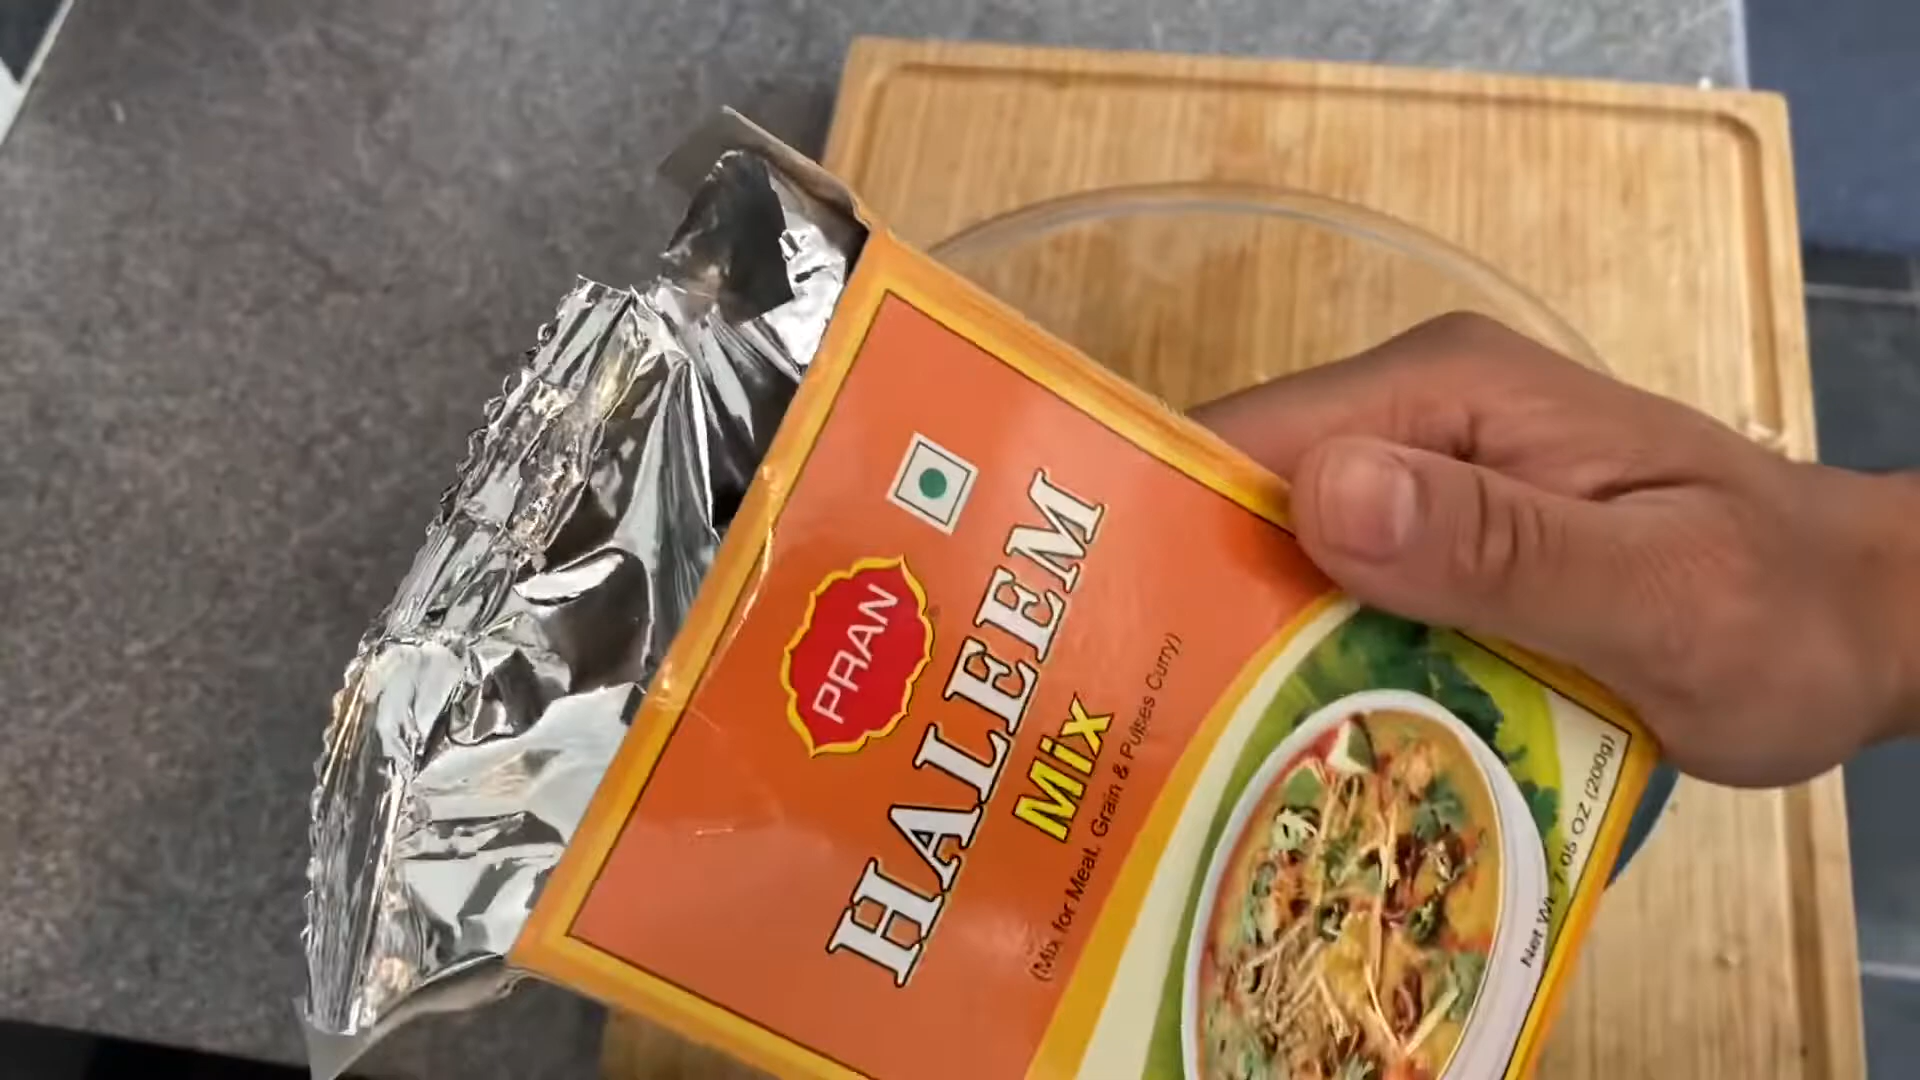 PRAN
HALEEM
Mix
(Mix for Meat, Grain & Pulses Curry)
Net Wt. 7.05 OZ (200g)